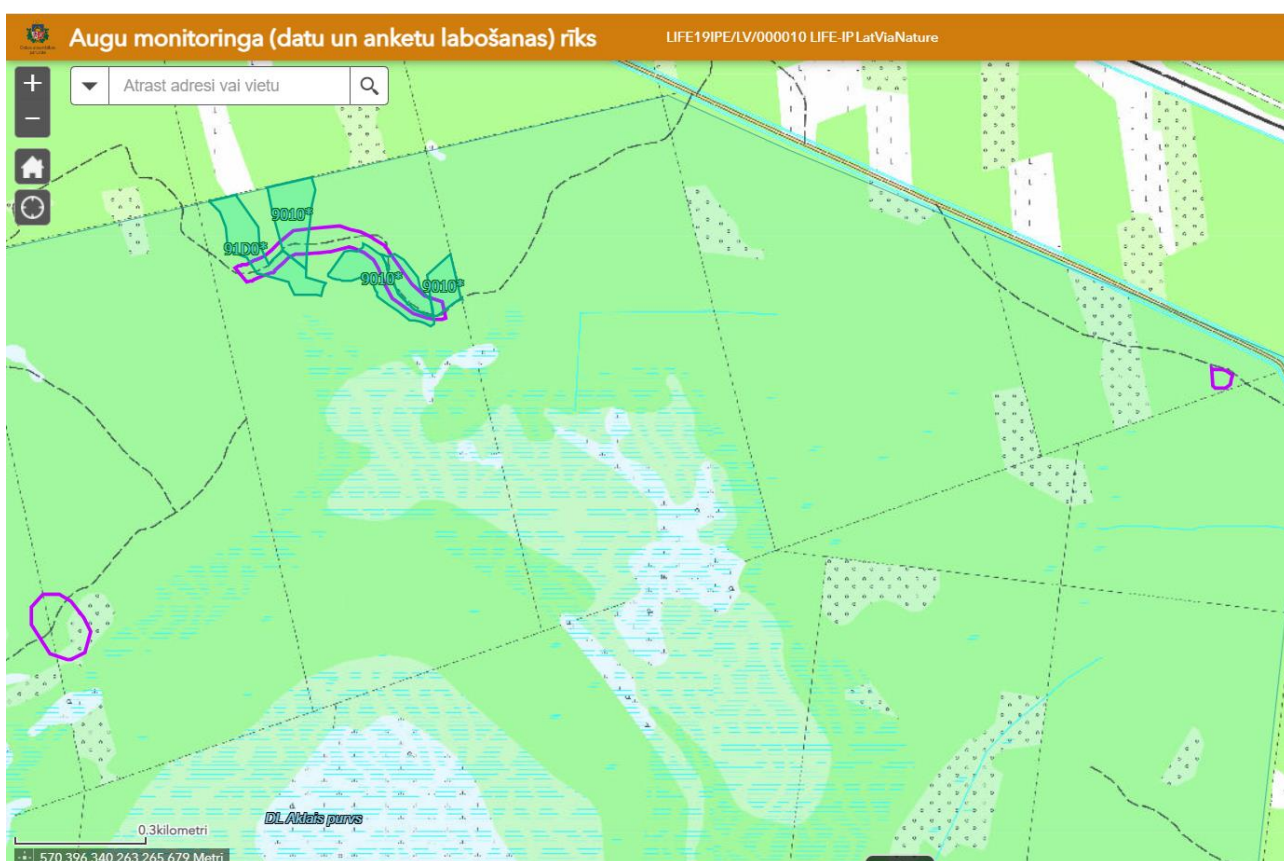 Augu monitoringa (datu un anketu labošanas) rīks
LIFE19IPE/LV/000010 LIFE-IP LatViaNature
+
Atrast adresi vai vietu
−
9010*
91D0*
9010*
9010*
DL Aklais purvs
0.3kilometri
570 396,340 263 265,679 Metri